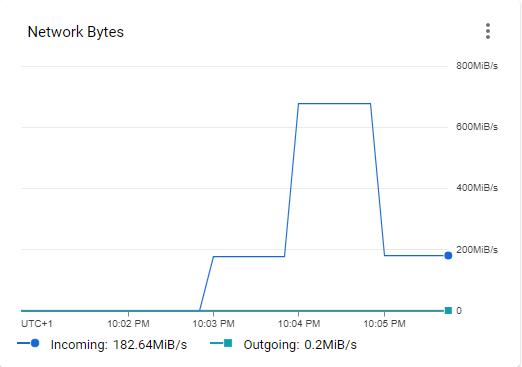 Network Bytes
800MiB/s
600MiB/s
400MiB/s
200MiB/s
0
UTC+1 10:02 PM 10:03 PM 10:04 PM 10:05 PM
Incoming: 182.64MiB/s Outgoing: 0.2MiB/s